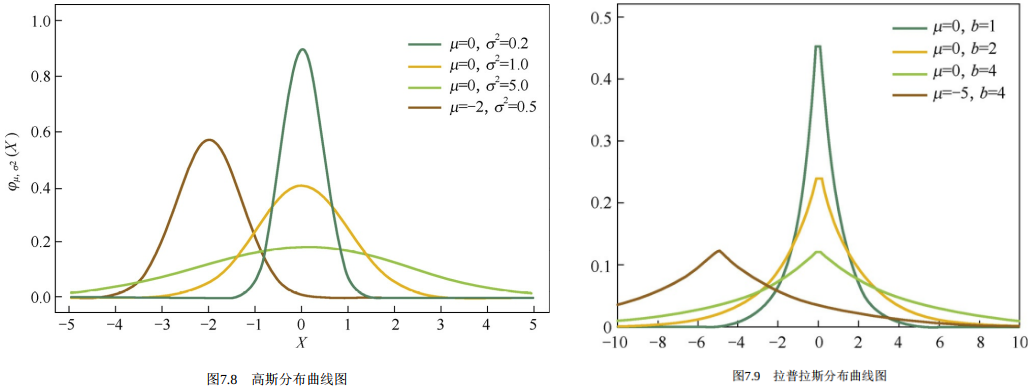 1.0
0.8
0.6
0.4
0.2
0.0
φμ, σ² (X)
μ=0, σ²=0.2
μ=0, σ²=1.0
μ=0, σ²=5.0
μ=−2, σ²=0.5
−5 −4 −3 −2 −1 0 1 2 3 4 5
X
图7.8 高斯分布曲线图
0.5
0.4
0.3
0.2
0.1
0
μ=0, b=1
μ=0, b=2
μ=0, b=4
μ=−5, b=4
−10 −8 −6 −4 −2 0 2 4 6 8 10
图7.9 拉普拉斯分布曲线图